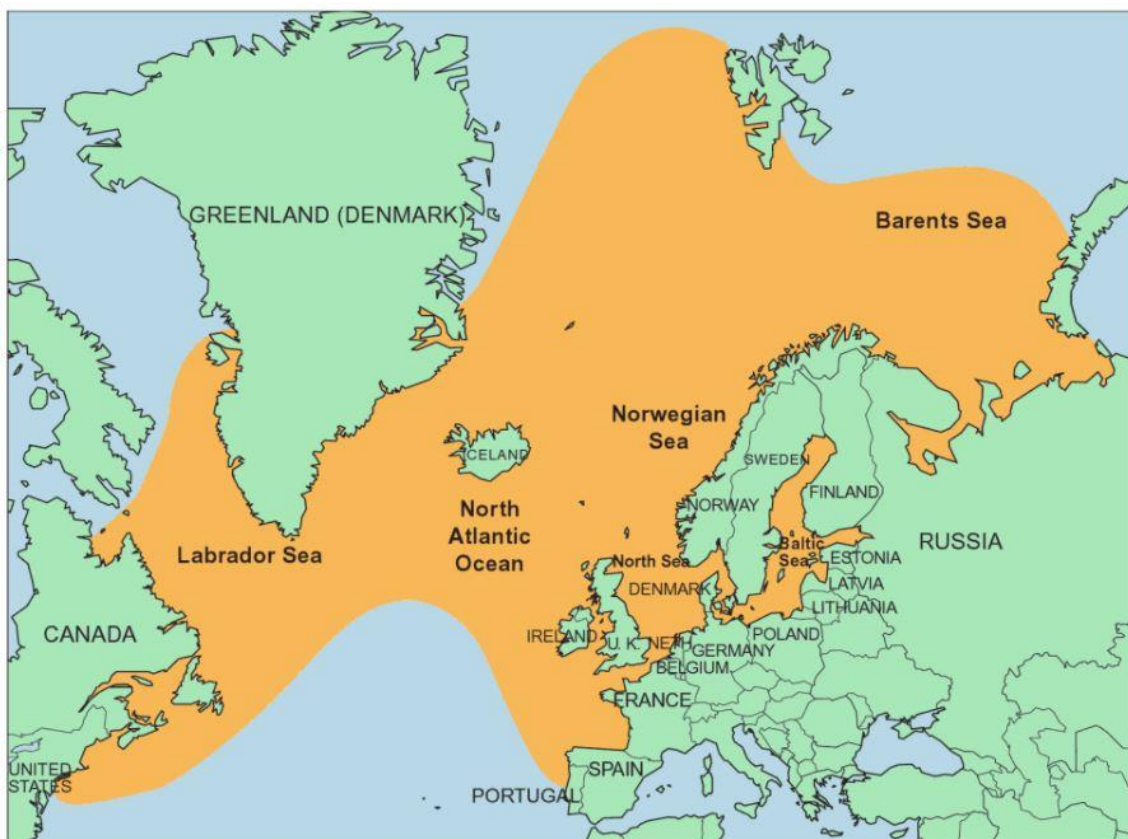 GREENLAND (DENMARK)
Barents Sea
Norwegian
Sea
ICELAND
SWEDEN
FINLAND
NORWAY
North
Atlantic
Ocean
Labrador Sea
North Sea
Baltic
Sea
RUSSIA
ESTONIA
DENMARK
LATVIA
LITHUANIA
CANADA
IRELAND
U. K.
NETH.
POLAND
GERMANY
BELGIUM
FRANCE
UNITED
STATES
SPAIN
PORTUGAL